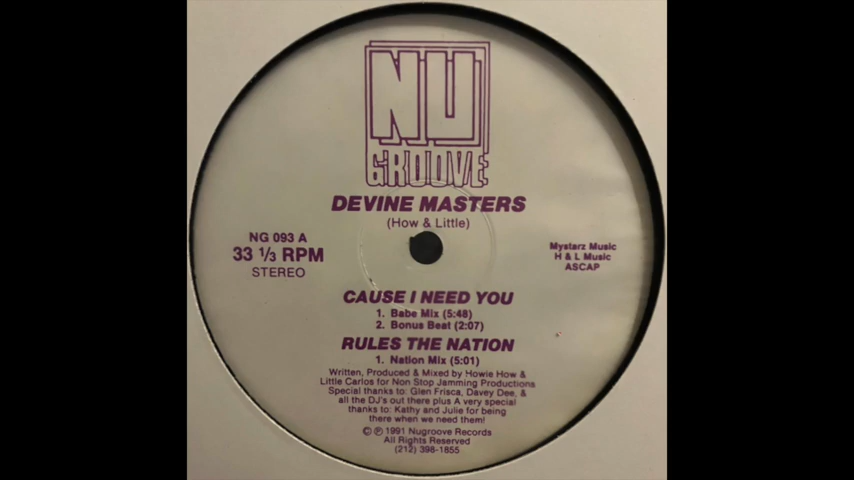 NU
GROOVE
DEVINE MASTERS
(How & Little)
NG 093 A
33 1/3 RPM
STEREO
Mystarz Music
H & L Music
ASCAP
CAUSE I NEED YOU
1. Babe Mix (5:48)
2. Bonus Beat (2:07)
RULES THE NATION
1. Nation Mix (5:01)
Written, Produced & Mixed by Howie How &
Little Carlos for Non Stop Jamming Productions
Special thanks to: Glen Frisca, Davey Dee, &
all the DJ's out there plus A very special
thanks to: Kathy and Julie for being
there when we need them!
© ℗ 1991 Nugroove Records
All Rights Reserved
(212) 398-1855